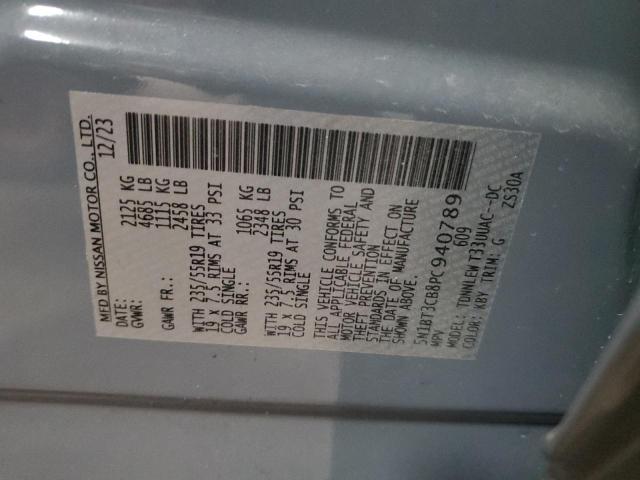 MFD BY NISSAN MOTOR CO., LTD.
DATE: 12/23
GVWR: 2125 KG
4685 LB
GAWR FR.: 1115 KG
2458 LB
WITH 235/55R19 TIRES
19 X 7.5 RIMS AT 33 PSI
COLD SINGLE
GAWR RR.: 1065 KG
2348 LB
WITH 235/55R19 TIRES
19 X 7.5 RIMS AT 30 PSI
COLD SINGLE
THIS VEHICLE CONFORMS TO
ALL APPLICABLE FEDERAL
MOTOR VEHICLE SAFETY AND
THEFT PREVENTION
STANDARDS IN EFFECT ON
THE DATE OF MANUFACTURE
SHOWN ABOVE.
5N1BT3CB8PC940789
MPV 609
MODEL: TDNNLEW T33UUAC--DC
COLOR: KBY TRIM: G ZS30A